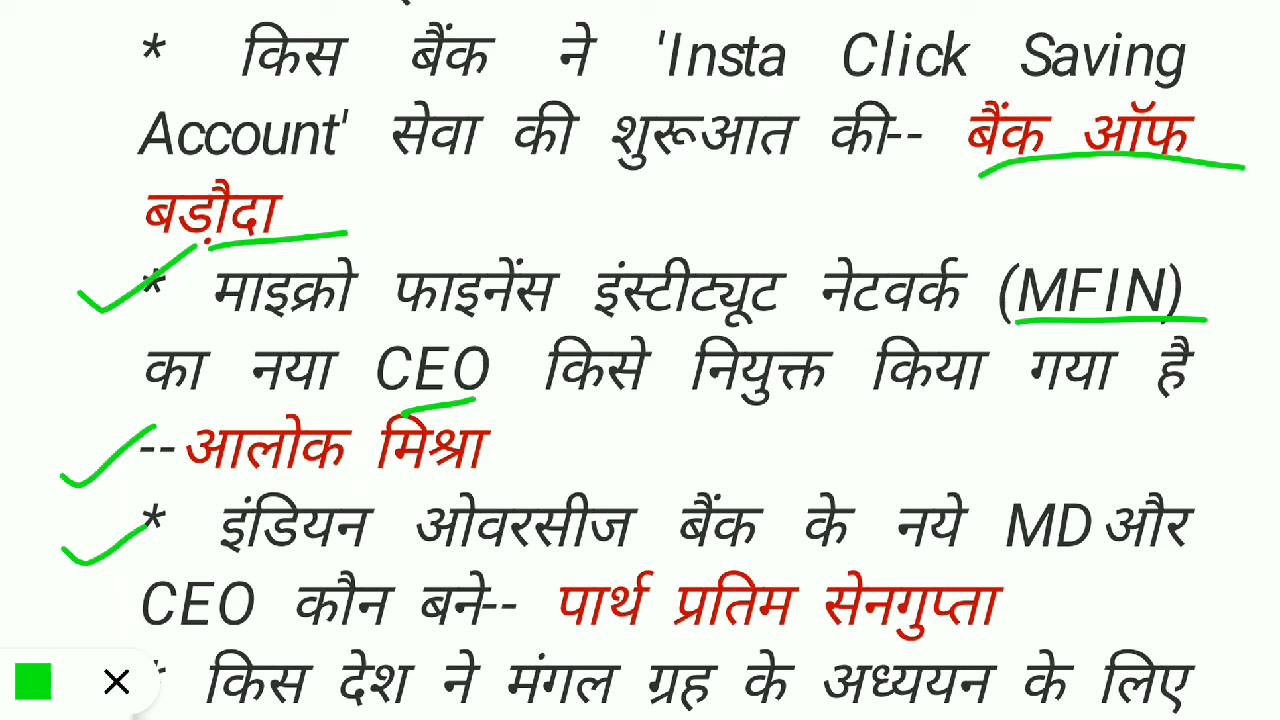 * किस बैंक ने 'Insta Click Saving
Account' सेवा की शुरूआत की-- बैंक ऑफ
बड़ौदा
* माइक्रो फाइनेंस इंस्टीट्यूट नेटवर्क (MFIN)
का नया CEO किसे नियुक्त किया गया है
--आलोक मिश्रा
* इंडियन ओवरसीज बैंक के नये MD और
CEO कौन बने-- पार्थ प्रतिम सेनगुप्ता
* किस देश ने मंगल ग्रह के अध्ययन के लिए